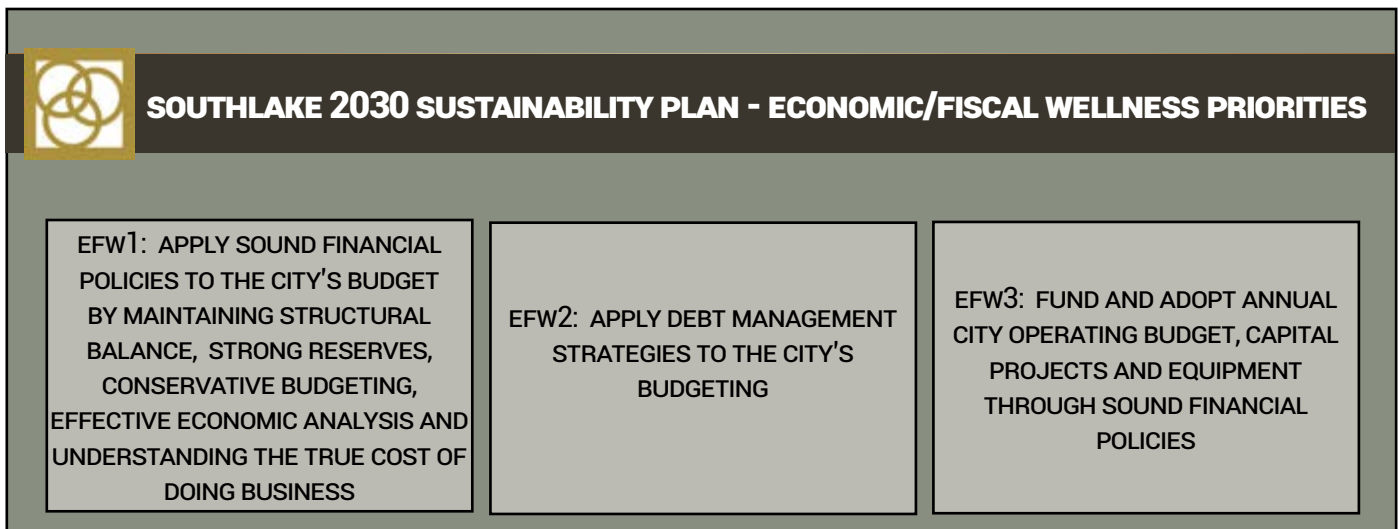 SOUTHLAKE 2030 SUSTAINABILITY PLAN - ECONOMIC/FISCAL WELLNESS PRIORITIES
EFW1: APPLY SOUND FINANCIAL
POLICIES TO THE CITY'S BUDGET
BY MAINTAINING STRUCTURAL
BALANCE, STRONG RESERVES,
CONSERVATIVE BUDGETING,
EFFECTIVE ECONOMIC ANALYSIS AND
UNDERSTANDING THE TRUE COST OF
DOING BUSINESS
EFW2: APPLY DEBT MANAGEMENT
STRATEGIES TO THE CITY'S
BUDGETING
EFW3: FUND AND ADOPT ANNUAL
CITY OPERATING BUDGET, CAPITAL
PROJECTS AND EQUIPMENT
THROUGH SOUND FINANCIAL
POLICIES